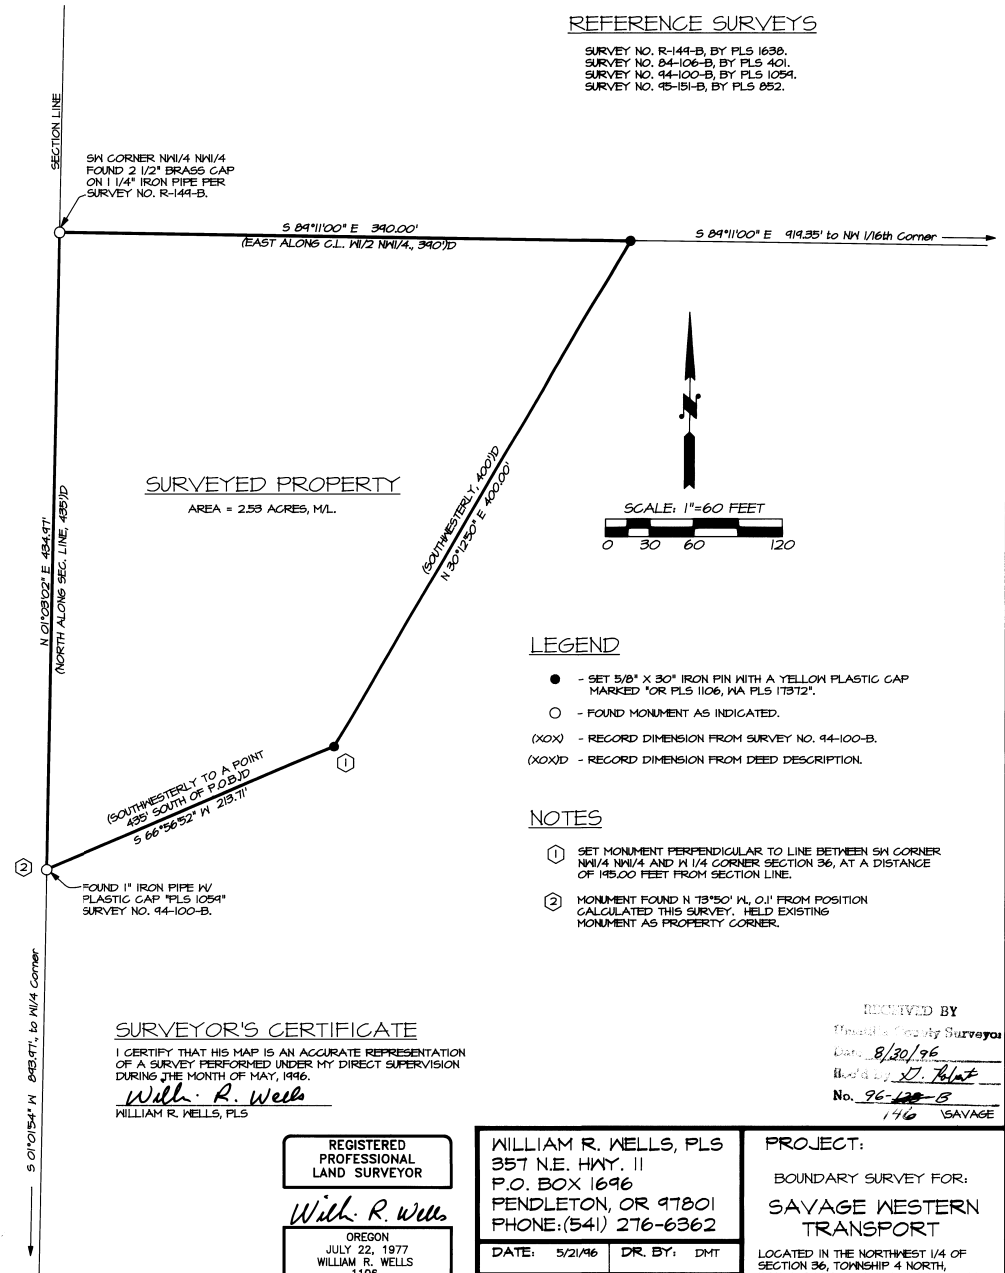 REFERENCE SURVEYS
SURVEY NO. R-149-B, BY PLS 1638.
SURVEY NO. 84-106-B, BY PLS 401.
SURVEY NO. 94-100-B, BY PLS 1059.
SURVEY NO. 95-151-B, BY PLS 852.
SECTION LINE
SW CORNER NW1/4 NW1/4
FOUND 2 1/2" BRASS CAP
ON 1 1/4" IRON PIPE PER
SURVEY NO. R-149-B.
S 89°11'00" E 390.00'
(EAST ALONG C.L. W1/2 NW1/4., 390')D
S 89°11'00" E 919.35' to NW 1/16th Corner
N
SURVEYED PROPERTY
AREA = 2.53 ACRES, M/L.
(SOUTHWESTERLY, 400')D
N 30°12'50" E 400.00'
SCALE: 1"=60 FEET
0 30 60 120
N 01°03'02" E 434.97'
(NORTH ALONG SEC. LINE, 435')D
LEGEND
- SET 5/8" X 30" IRON PIN WITH A YELLOW PLASTIC CAP
MARKED "OR PLS 1106, WA PLS 17372".
- FOUND MONUMENT AS INDICATED.
(XOX) - RECORD DIMENSION FROM SURVEY NO. 94-100-B.
(XOX)D - RECORD DIMENSION FROM DEED DESCRIPTION.
1
(SOUTHWESTERLY TO A POINT
435' SOUTH OF P.O.B.)D
S 66°56'52" W 213.71'
2
FOUND 1" IRON PIPE W/
PLASTIC CAP "PLS 1059"
SURVEY NO. 94-100-B.
NOTES
1 SET MONUMENT PERPENDICULAR TO LINE BETWEEN SW CORNER
NW1/4 NW1/4 AND W 1/4 CORNER SECTION 36, AT A DISTANCE
OF 195.00 FEET FROM SECTION LINE.
2 MONUMENT FOUND N 73°50' W, 0.1' FROM POSITION
CALCULATED THIS SURVEY. HELD EXISTING
MONUMENT AS PROPERTY CORNER.
S 01°01'54" W 893.97', to W1/4 Corner
SURVEYOR'S CERTIFICATE
I CERTIFY THAT HIS MAP IS AN ACCURATE REPRESENTATION
OF A SURVEY PERFORMED UNDER MY DIRECT SUPERVISION
DURING THE MONTH OF MAY, 1996.
Willi. R. Wells
WILLIAM R. WELLS, PLS
RECEIVED BY
County Surveyor
Date 8/30/96
Rec'd by
No. 96-128-B
146 \SAVAGE
REGISTERED
PROFESSIONAL
LAND SURVEYOR
Willi. R. Wells
OREGON
JULY 22, 1977
WILLIAM R. WELLS
1106
WILLIAM R. WELLS, PLS
357 N.E. HWY. 11
P.O. BOX 1696
PENDLETON, OR 97801
PHONE:(541) 276-6362
DATE: 5/21/96 DR. BY: DMT
PROJECT:
BOUNDARY SURVEY FOR:
SAVAGE WESTERN
TRANSPORT
LOCATED IN THE NORTHWEST 1/4 OF
SECTION 36, TOWNSHIP 4 NORTH,